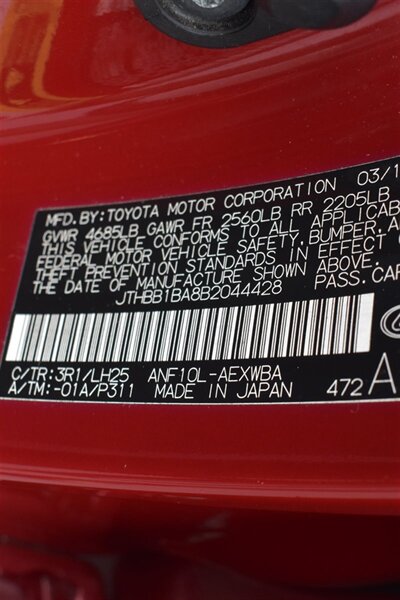 MFD. BY: TOYOTA MOTOR CORPORATION 03/1
GVWR 4685LB GAWR FR 2560LB RR 2205LB
THIS VEHICLE CONFORMS TO ALL APPLICAB
FEDERAL MOTOR VEHICLE SAFETY, BUMPER, A
THEFT PREVENTION STANDARDS IN EFFECT O
THE DATE OF MANUFACTURE SHOWN ABOVE.
JTHBB1BA8B2044428 PASS. CAR
C/TR: 3R1/LH25 ANF10L-AEXWBA
A/TM: -01A/P311 MADE IN JAPAN 472 A